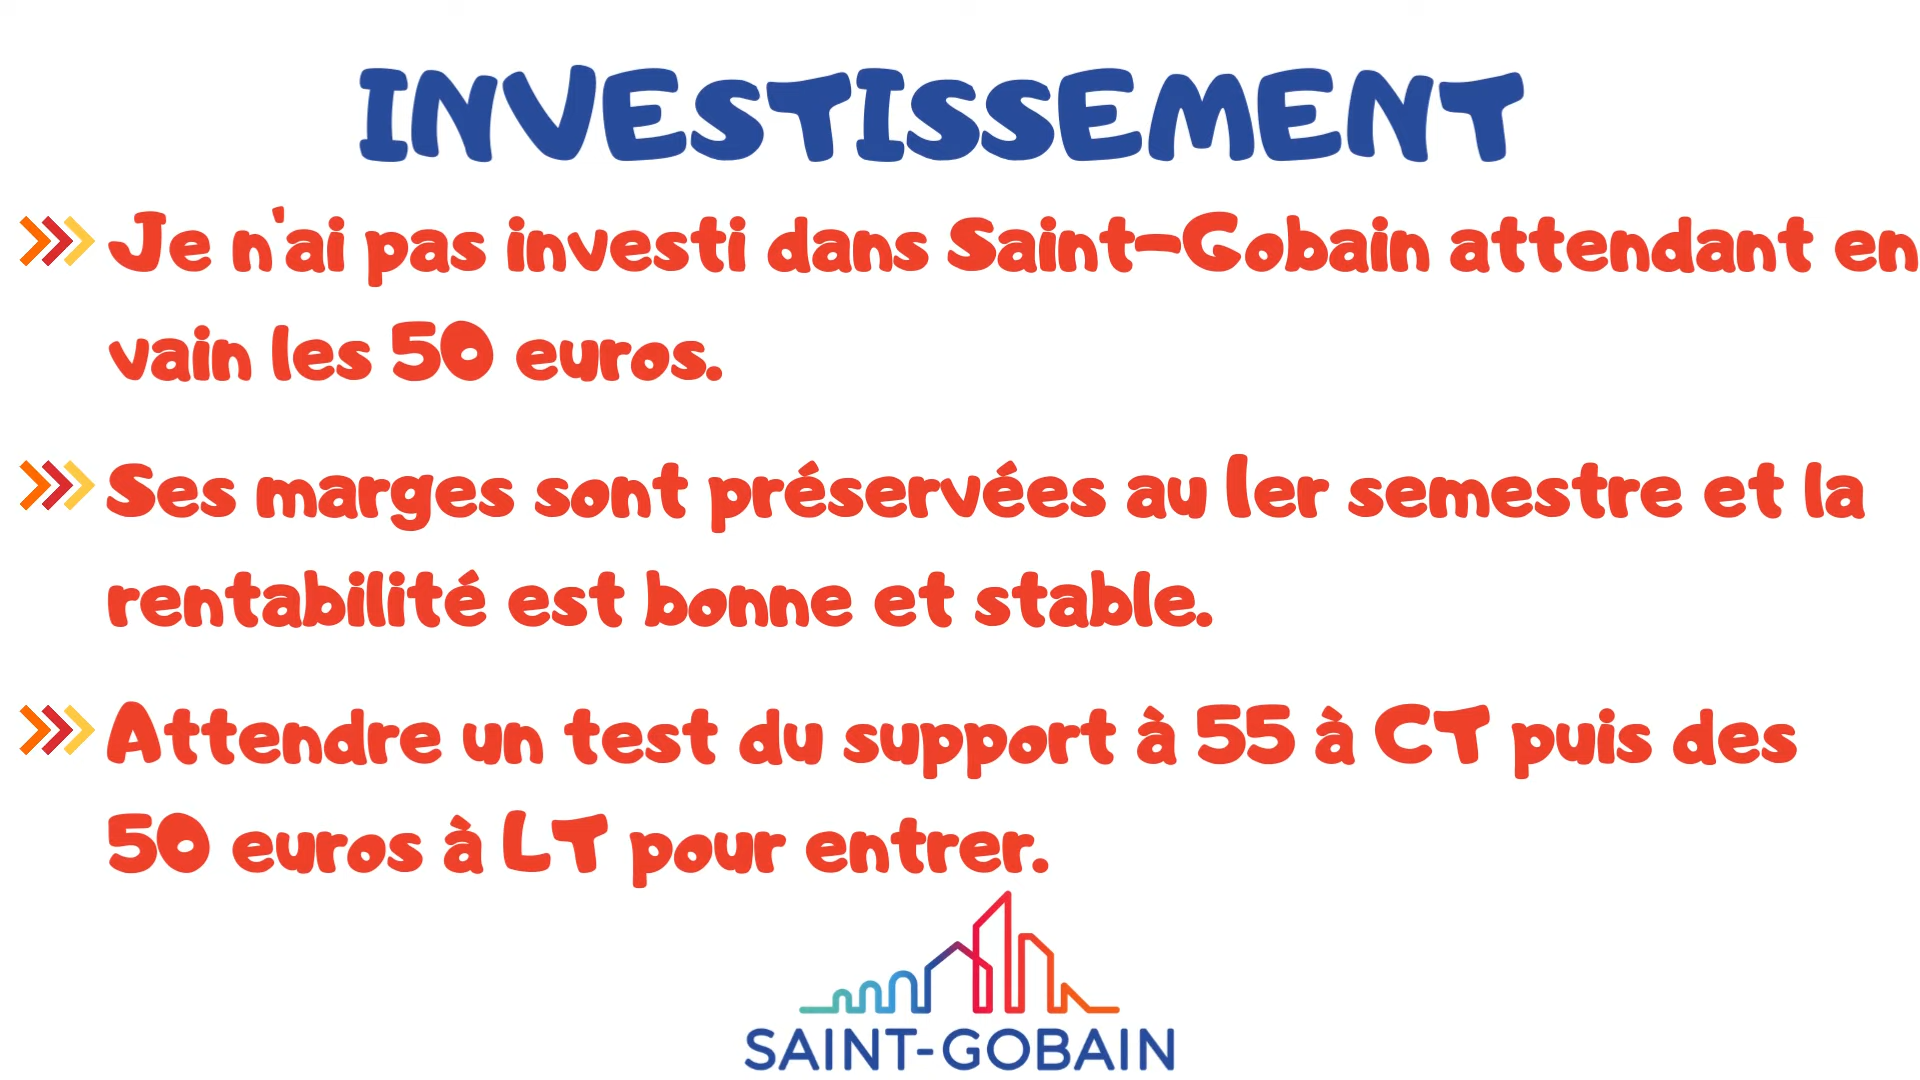 INVESTISSEMENT
Je n'ai pas investi dans Saint-Gobain attendant en
vain les 50 euros.
Ses marges sont préservées au 1er semestre et la
rentabilité est bonne et stable.
Attendre un test du support à 55 à CT puis des
50 euros à LT pour entrer.
SAINT-GOBAIN